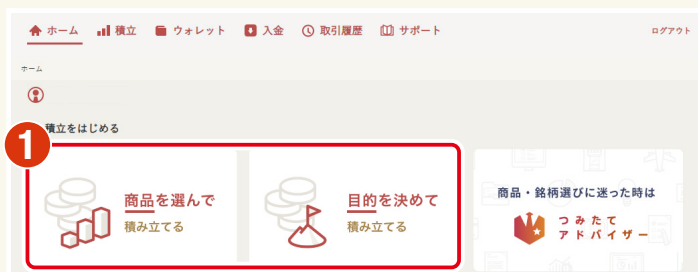 ホーム 積立 ウォレット 入金 取引履歴 サポート ログアウト
ホーム
積立をはじめる
1
商品を選んで
積み立てる
目的を決めて
積み立てる
商品・銘柄選びに迷った時は
つみたて
アドバイザー